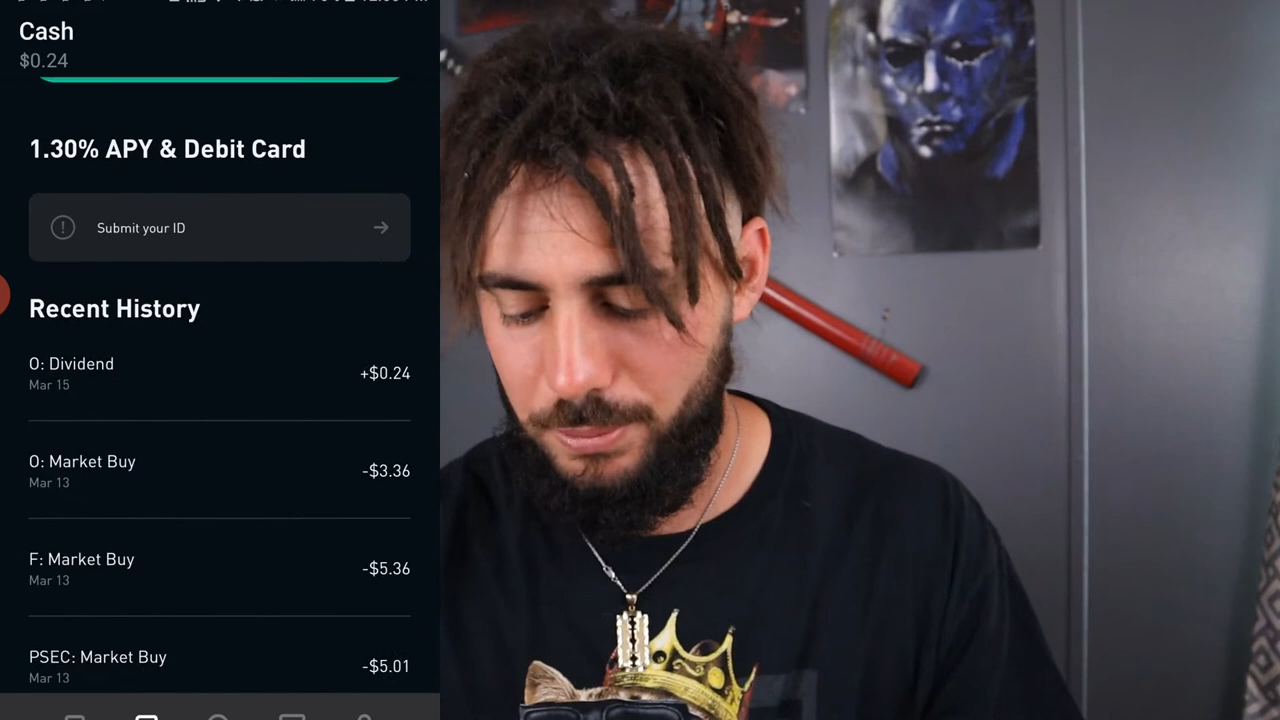 Cash
$0.24
1.30% APY & Debit Card
Submit your ID
Recent History
O: Dividend
+$0.24
Mar 15
O: Market Buy
-$3.36
Mar 13
F: Market Buy
-$5.36
Mar 13
PSEC: Market Buy
-$5.01
Mar 13